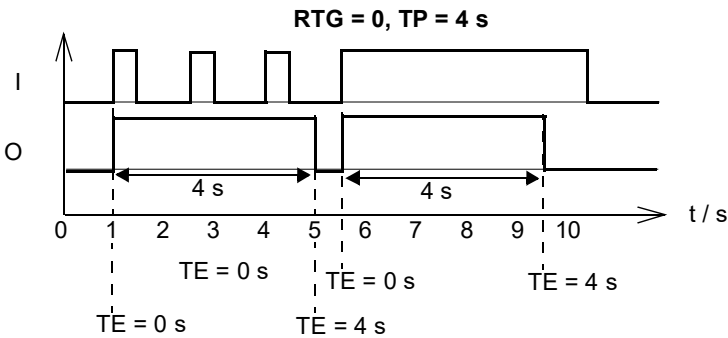 RTG = 0, TP = 4 s
I
O
4 s
4 s
t / s
0 1 2 3 4 5 6 7 8 9 10
TE = 0 s
TE = 0 s
TE = 4 s
TE = 0 s
TE = 4 s